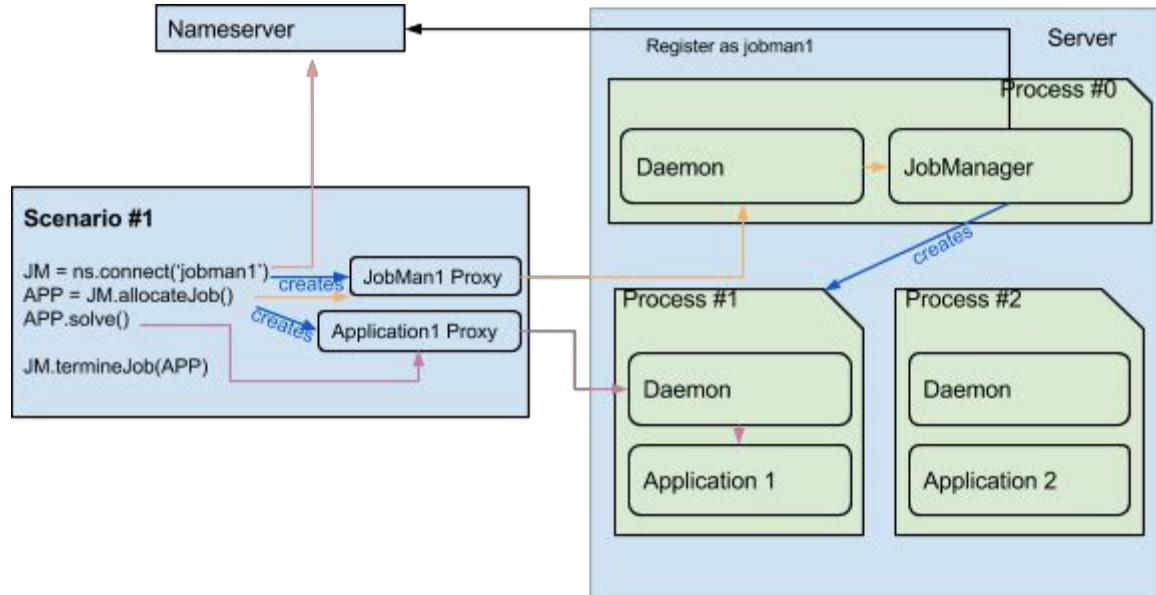 Nameserver
Register as jobman1
Server
Process #0
Daemon
JobManager
creates
Scenario #1
JM = ns.connect(‘jobman1’)
creates
JobMan1 Proxy
APP = JM.allocateJob()
APP.solve()
creates
Application1 Proxy
JM.termineJob(APP)
Process #1
Daemon
Application 1
Process #2
Daemon
Application 2